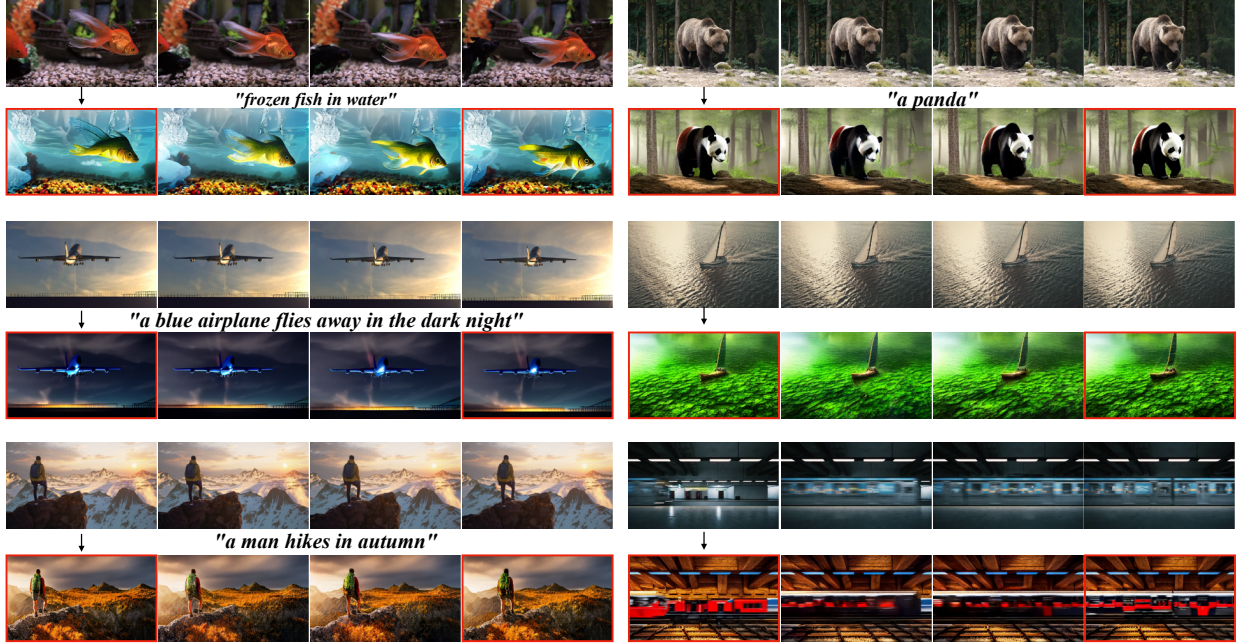 "frozen fish in water"
"a panda"
"a blue airplane flies away in the dark night"
"a man hikes in autumn"